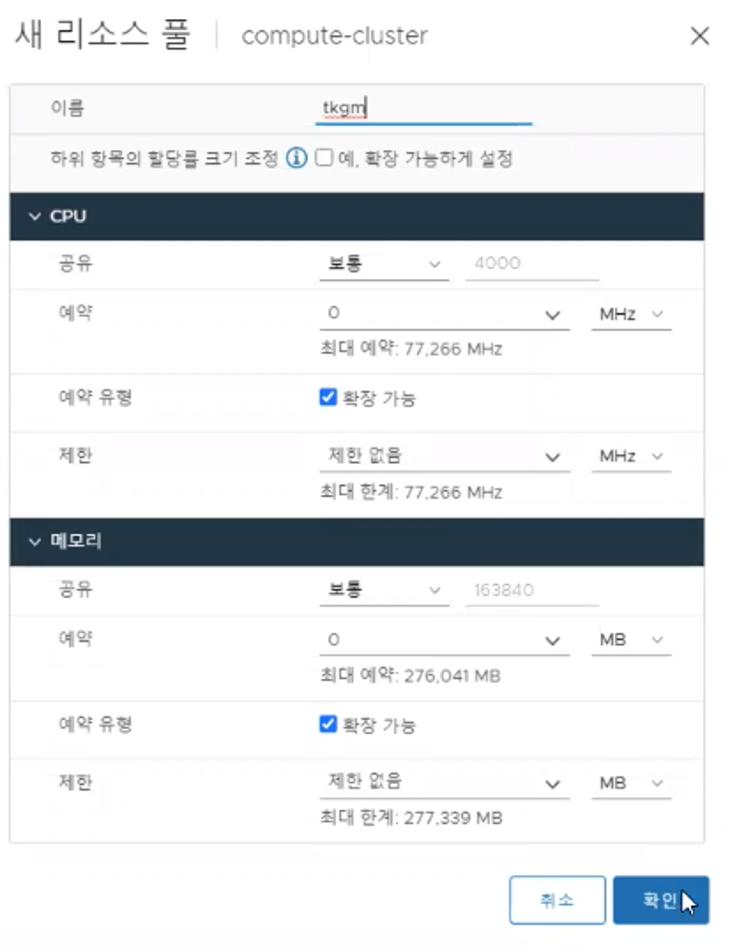 새 리소스 풀 compute-cluster
이름 tkgm
하위 항목의 할당률 크기 조정 예, 확장 가능하게 설정
CPU
공유 보통 4000
예약 0 MHz
최대 예약: 77,266 MHz
예약 유형 확장 가능
제한 제한 없음 MHz
최대 한계: 77,266 MHz
메모리
공유 보통 163840
예약 0 MB
최대 예약: 276,041 MB
예약 유형 확장 가능
제한 제한 없음 MB
최대 한계: 277,339 MB
취소 확인